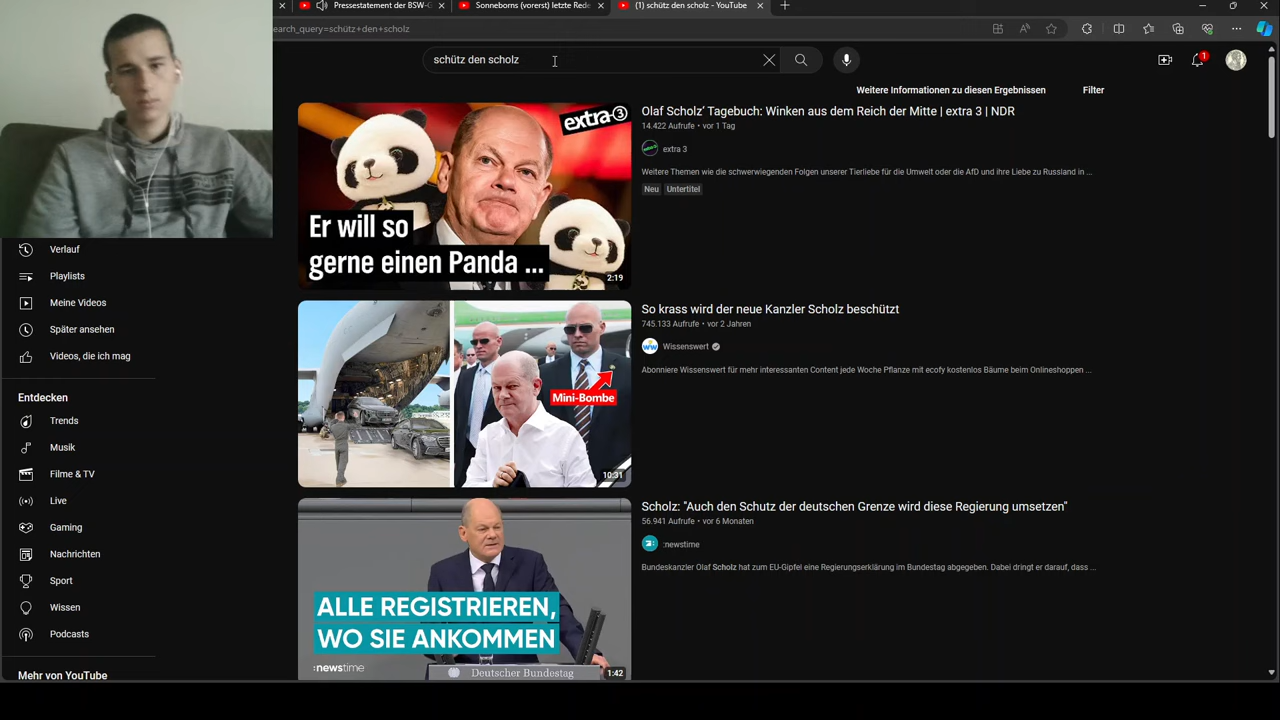 Pressestatement der BSW-G
Sonneborns (vorerst) letzte Rede
(1) schütz den scholz - YouTube
search_query=schütz+den+scholz
schütz den scholz
1
Weitere Informationen zu diesen Ergebnissen
Filter
extra-3
Er will so
gerne einen Panda ...
2:19
Olaf Scholz' Tagebuch: Winken aus dem Reich der Mitte | extra 3 | NDR
14.422 Aufrufe • vor 1 Tag
extra 3
Weitere Themen wie die schwerwiegenden Folgen unserer Tierliebe für die Umwelt oder die AfD und ihre Liebe zu Russland in ...
Neu
Untertitel
Verlauf
Playlists
Meine Videos
Später ansehen
Videos, die ich mag
Entdecken
Trends
Musik
Filme & TV
Live
Gaming
Nachrichten
Sport
Wissen
Podcasts
Mehr von YouTube
Mini-Bombe
10:31
So krass wird der neue Kanzler Scholz beschützt
745.133 Aufrufe • vor 2 Jahren
Wissenswert
Abonniere Wissenswert für mehr interessanten Content jede Woche Pflanze mit ecofy kostenlos Bäume beim Onlineshoppen ...
ALLE REGISTRIEREN,
WO SIE ANKOMMEN
:newstime
Deutscher Bundestag
1:42
Scholz: "Auch den Schutz der deutschen Grenze wird diese Regierung umsetzen"
56.941 Aufrufe • vor 6 Monaten
:newstime
Bundeskanzler Olaf Scholz hat zum EU-Gipfel eine Regierungserklärung im Bundestag abgegeben. Dabei dringt er darauf, dass ...